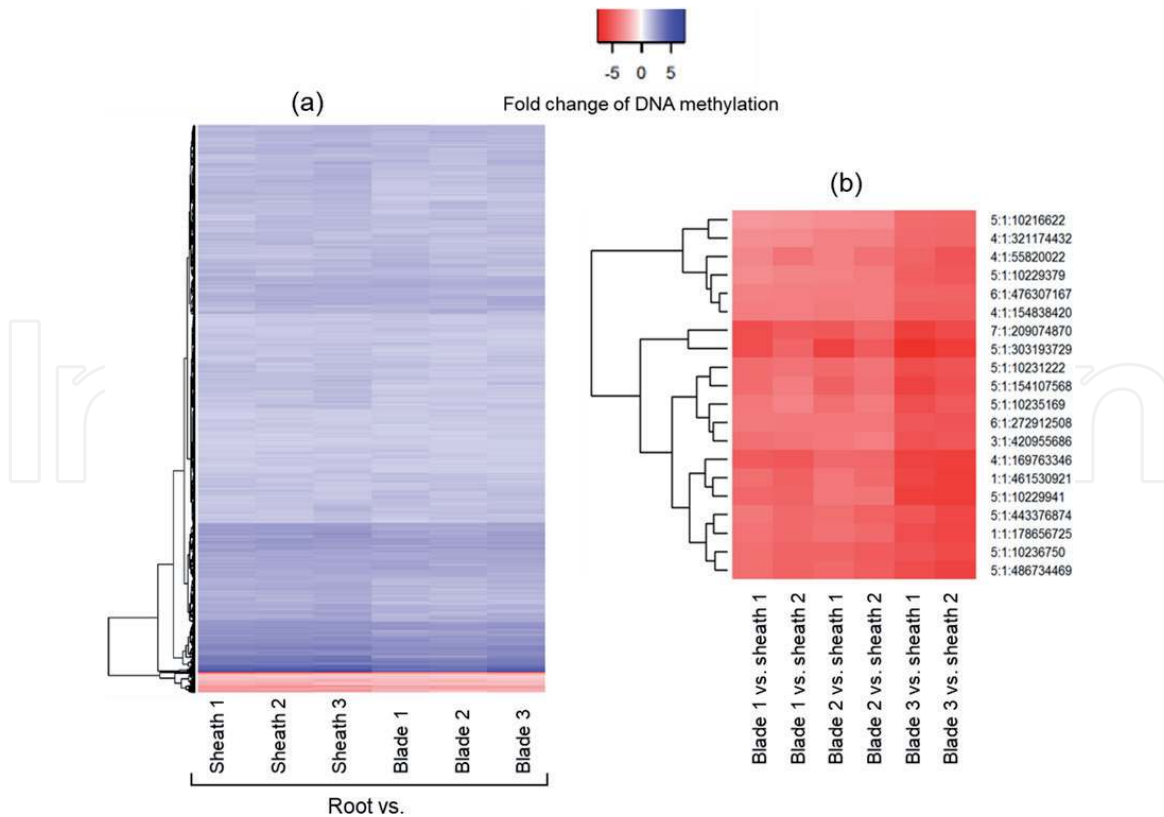 -5 0 5
Fold change of DNA methylation
(a)
Sheath 1
Sheath 2
Sheath 3
Blade 1
Blade 2
Blade 3
Root vs.
(b)
5:1:10216622
4:1:321174432
4:1:55820022
5:1:10229379
6:1:476307167
4:1:154838420
7:1:209074870
5:1:303193729
5:1:10231222
5:1:154107568
5:1:10235169
6:1:272912508
3:1:420955686
4:1:169763346
1:1:461530921
5:1:10229941
5:1:443376874
1:1:178656725
5:1:10236750
5:1:486734469
Blade 1 vs. sheath 1
Blade 1 vs. sheath 2
Blade 2 vs. sheath 1
Blade 2 vs. sheath 2
Blade 3 vs. sheath 1
Blade 3 vs. sheath 2